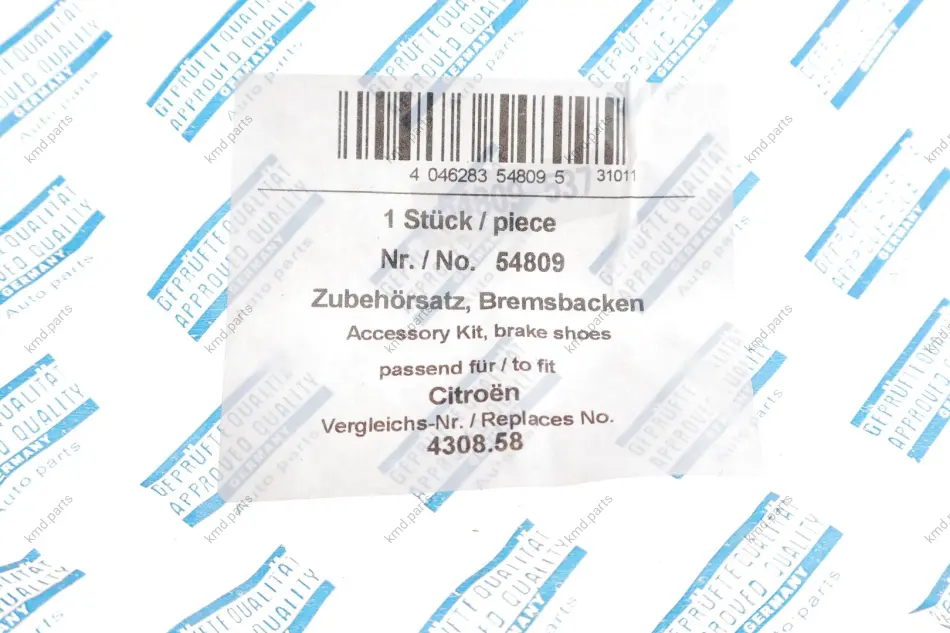 4 046283 54809 5 31011
1 Stück / piece
Nr. / No. 54809
Zubehörsatz, Bremsbacken
Accessory Kit, brake shoes
passend für / to fit
Citroën
Vergleichs-Nr. / Replaces No.
4308.58
GEPRÜFTE QUALITÄT
APPROVED QUALITY
GERMANY
Auto parts
kmd.parts